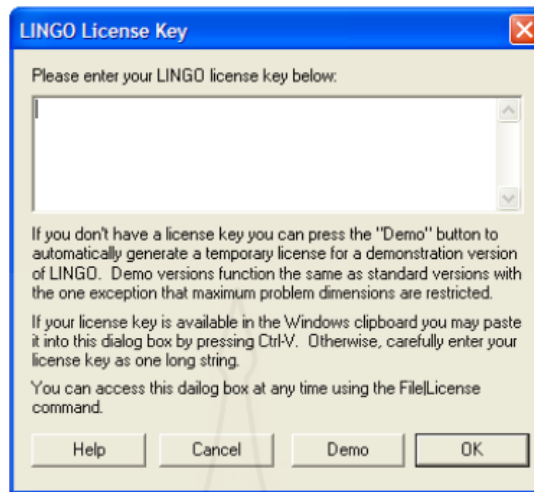 LINGO License Key
Please enter your LINGO license key below:
If you don't have a license key you can press the "Demo" button to
automatically generate a temporary license for a demonstration version
of LINGO. Demo versions function the same as standard versions with
the one exception that maximum problem dimensions are restricted.
If your license key is available in the Windows clipboard you may paste
it into this dialog box by pressing Ctrl-V. Otherwise, carefully enter your
license key as one long string.
You can access this dailog box at any time using the File|License
command.
Help Cancel Demo OK